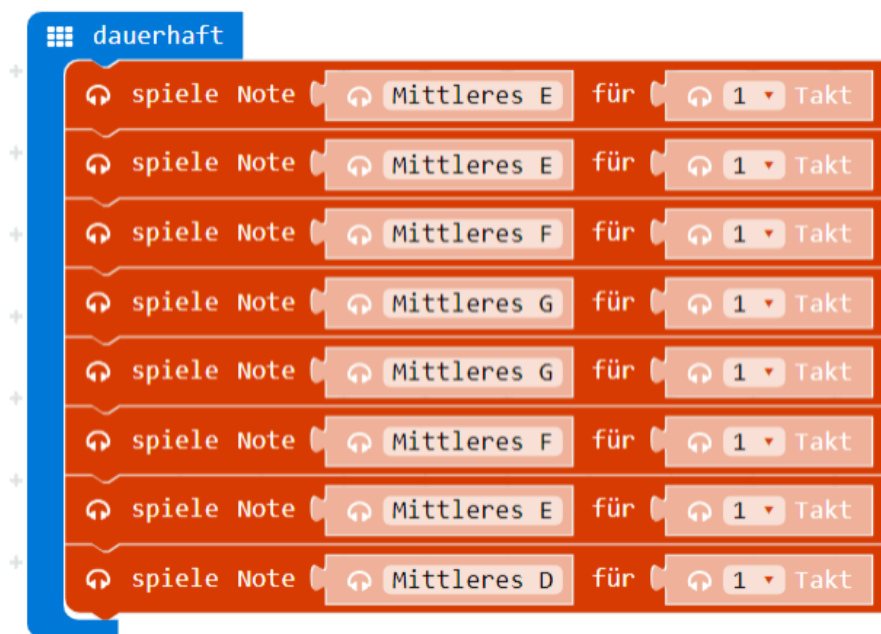 dauerhaft
spiele Note Mittleres E für 1 Takt
spiele Note Mittleres E für 1 Takt
spiele Note Mittleres F für 1 Takt
spiele Note Mittleres G für 1 Takt
spiele Note Mittleres G für 1 Takt
spiele Note Mittleres F für 1 Takt
spiele Note Mittleres E für 1 Takt
spiele Note Mittleres D für 1 Takt